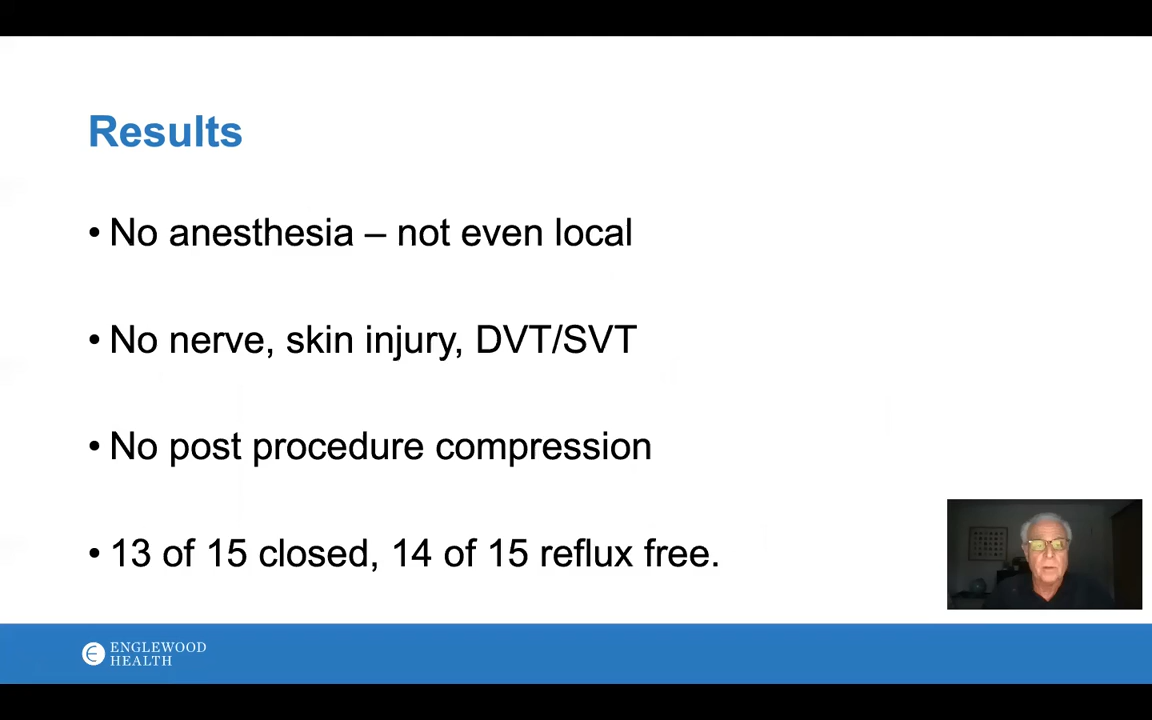 Results
• No anesthesia – not even local
• No nerve, skin injury, DVT/SVT
• No post procedure compression
• 13 of 15 closed, 14 of 15 reflux free.
ENGLEWOOD
HEALTH